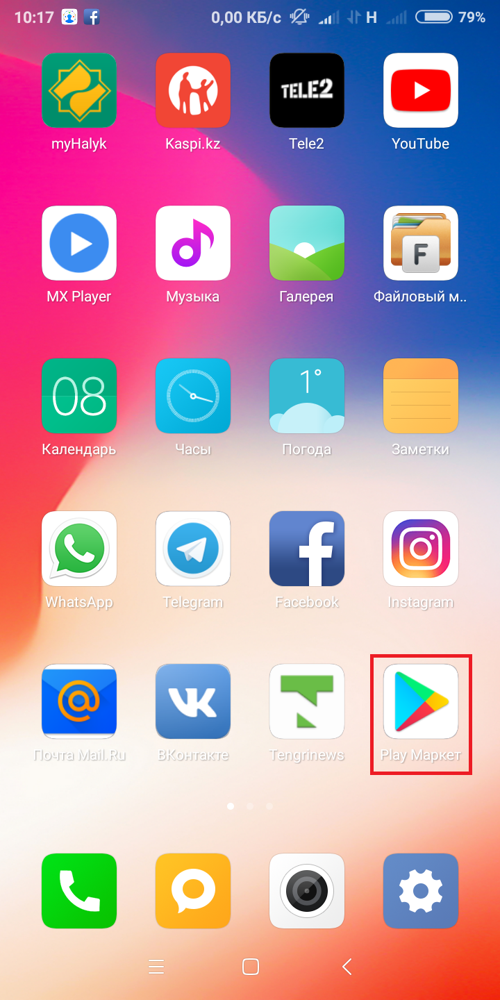 10:17 0,00 КБ/с H 79%
TELE2
myHalyk Kaspi.kz Tele2 YouTube
F
MX Player Музыка Галерея Файловый м..
08 1°
Календарь Часы Погода Заметки
WhatsApp Telegram Facebook Instagram
Почта Mail.Ru ВКонтакте Tengrinews Play Маркет